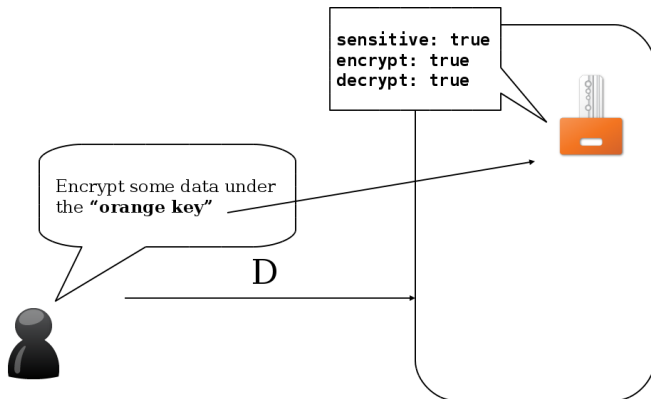 sensitive: true
encrypt: true
decrypt: true
Encrypt some data under
the “orange key”
D